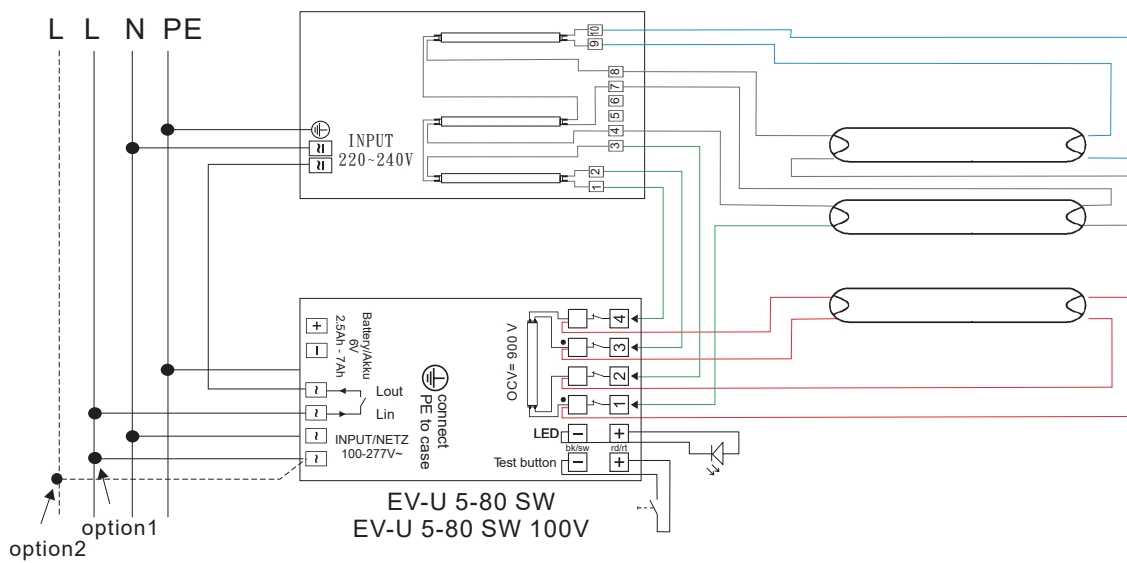 L L N PE
10
9
8
7
6
5
4
3
2
1
INPUT
220~240V
≈
≈
+
−
Battery/Akku
6V
2.5Ah - 7Ah
~
~
~
~
Lout
Lin
INPUT/NETZ
100-277V~
connect
PE to case
OCV= 900 V
4
3
2
1
LED
−
+
bk/sw
rd/rt
Test button
−
+
EV-U 5-80 SW
EV-U 5-80 SW 100V
option1
option2